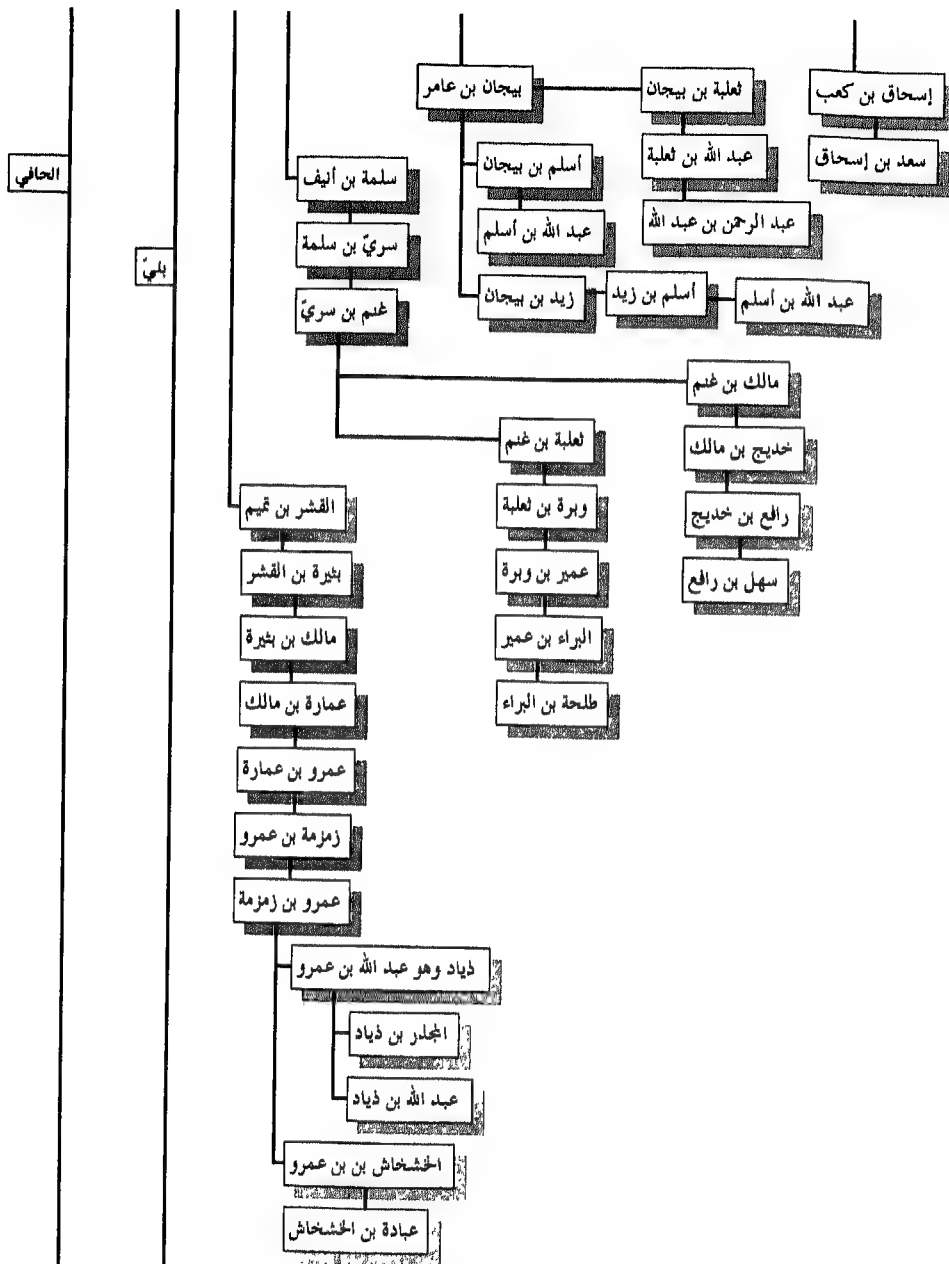 بيجان بن عامر
ثعلبة بن بيجان
إسحاق بن كعب
أسلم بن بيجان
عبد الله بن ثعلبة
سعد بن إسحاق
الحافي
سلمة بن أنيف
عبد الله بن أسلم
عبد الرحمن بن عبد الله
سريّ بن سلمة
بليّ
زيد بن بيجان
أسلم بن زيد
عبد الله بن أسلم
غنم بن سريّ
مالك بن غنم
ثعلبة بن غنم
خديج بن مالك
القشر بن تميم
وبرة بن ثعلبة
رافع بن خديج
بثيرة بن القشر
عمير بن وبرة
سهل بن رافع
مالك بن بثيرة
البراء بن عمير
عمارة بن مالك
طلحة بن البراء
عمرو بن عمارة
زمزمة بن عمرو
عمرو بن زمزمة
ذياد وهو عبد الله بن عمرو
المجذر بن ذياد
عبد الله بن ذياد
الخشخاش بن بن عمرو
عبادة بن الخشخاش